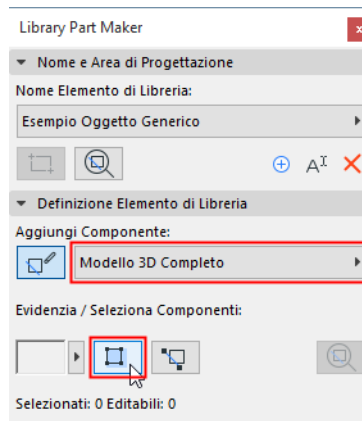 Library Part Maker
Nome e Area di Progettazione
Nome Elemento di Libreria:
Esempio Oggetto Generico
Definizione Elemento di Libreria
Aggiungi Componente:
Modello 3D Completo
Evidenzia / Seleziona Componenti:
Selezionati: 0 Editabili: 0